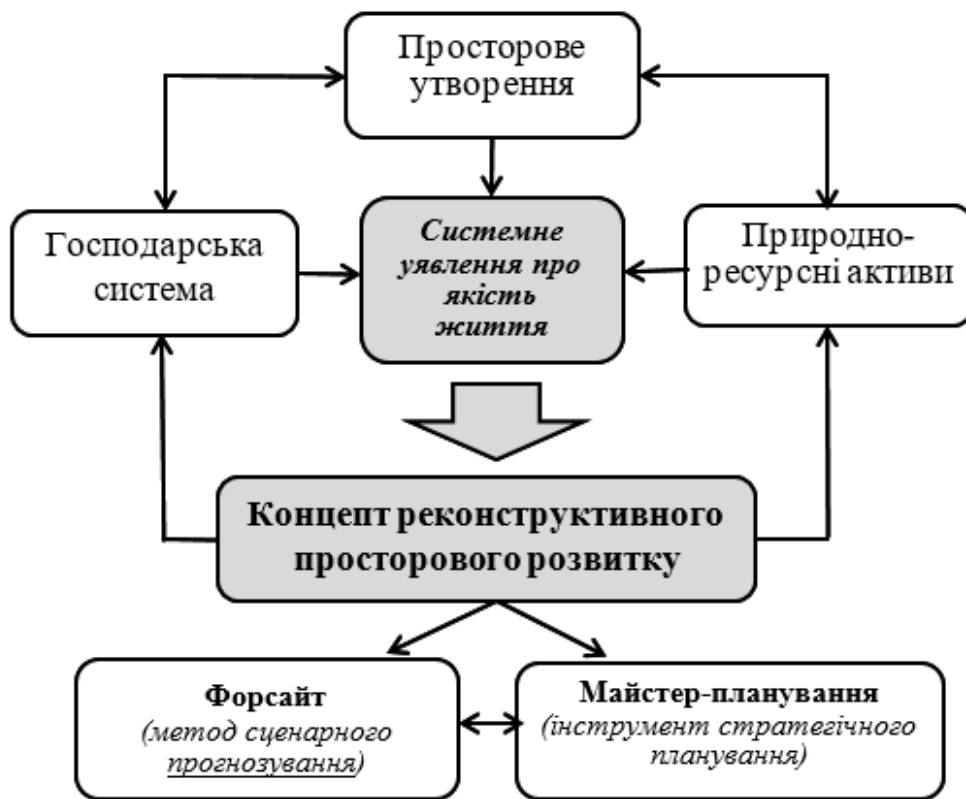 Просторове
утворення
Господарська
система
Системне
уявлення про
якість
життя
Природно-
ресурсні активи
Концепт реконструктивного
просторового розвитку
Форсайт
(метод сценарного
прогнозування)
Майстер-планування
(інструмент стратегічного
планування)